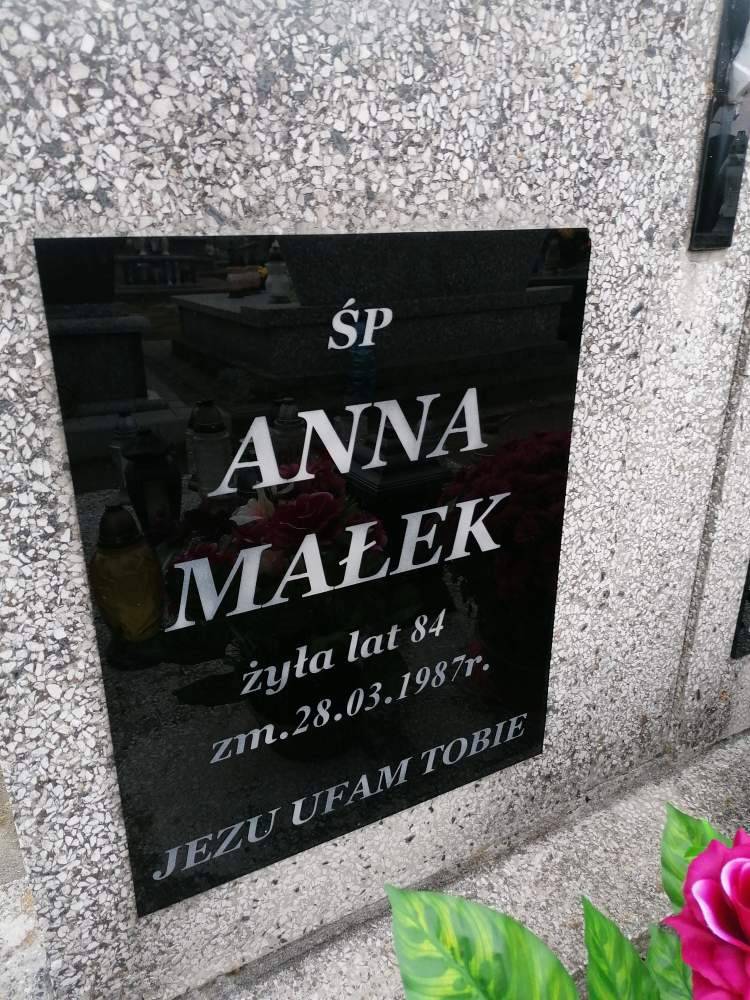 ŚP
ANNA
MAŁEK
żyła lat 84
zm.28.03.1987r.
JEZU UFAM TOBIE